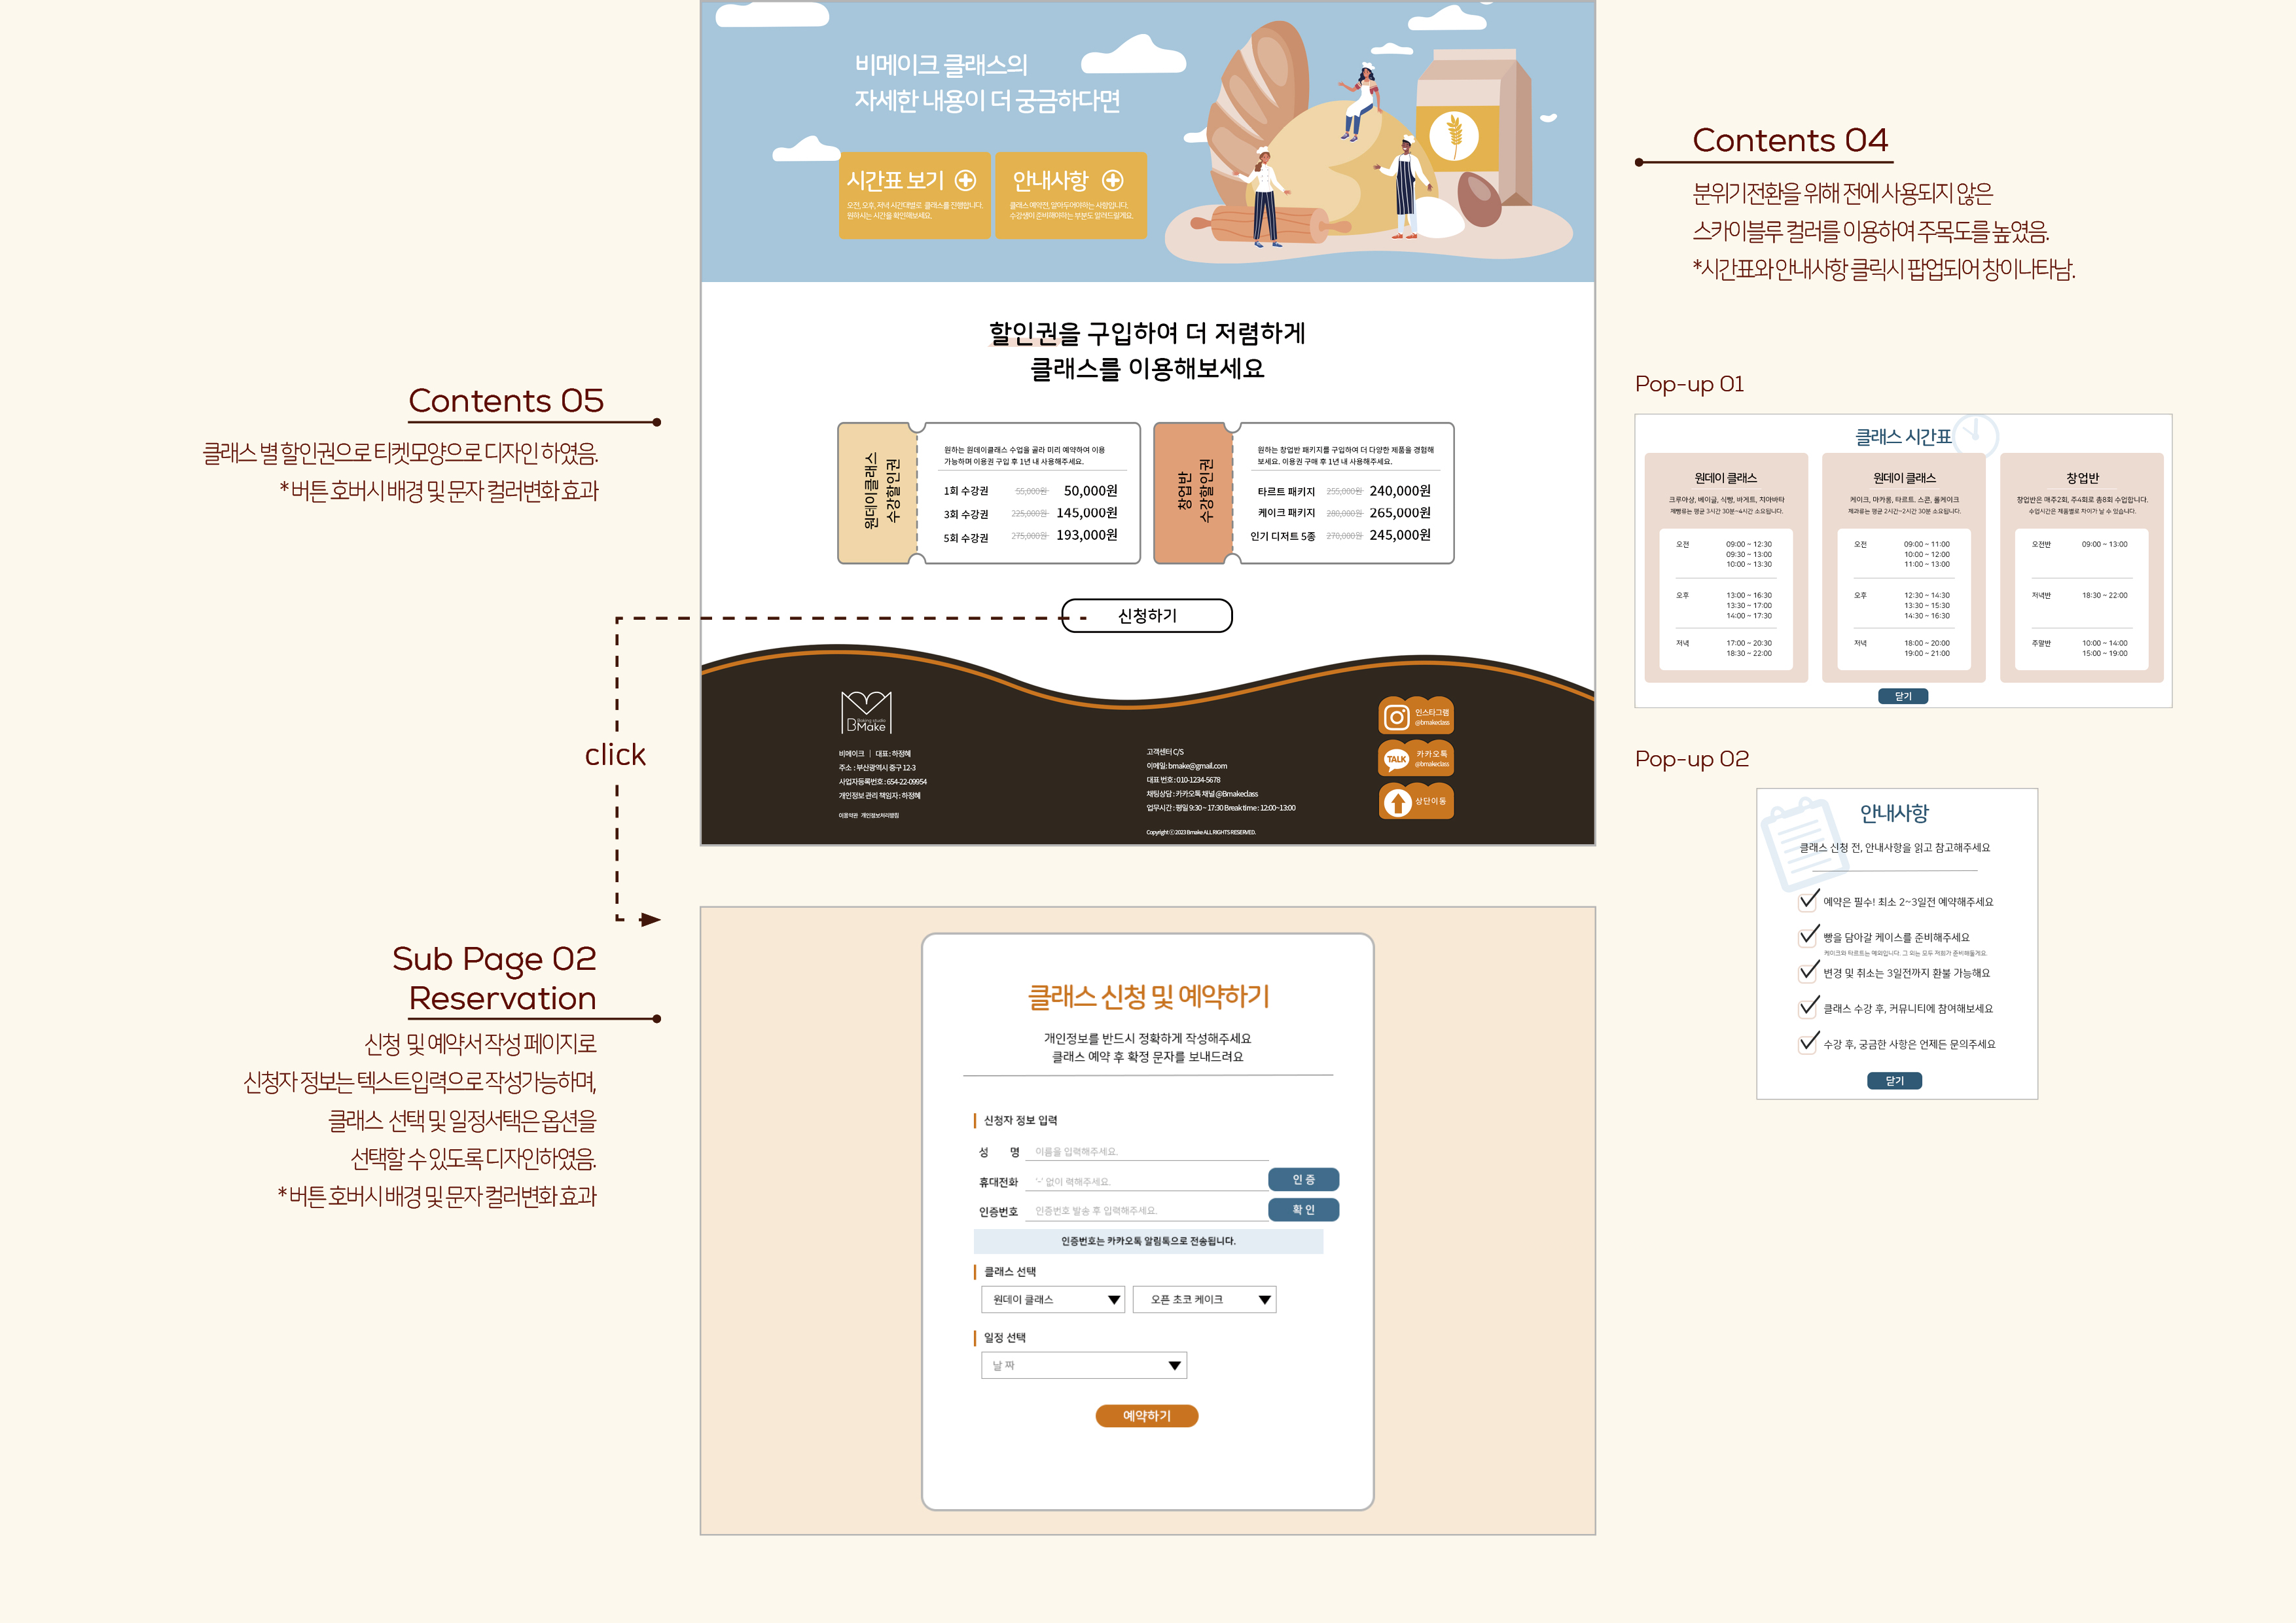 비메이크 클래스의
자세한 내용이 더 궁금하다면
시간표 보기
오전, 오후, 저녁 시간대별로 클래스를 진행합니다.
원하시는 시간을 확인해보세요.
안내사항
클래스 예약전, 알아두어야하는 사항입니다.
수강생이 준비해야하는 부분도 알려드릴게요.
Contents 04
분위기 전환을 위해 전에 사용되지 않은
스카이블루 컬러를 이용하여 주목도를 높였음.
*시간표와 안내사항 클릭시 팝업되어 창이나타남.
할인권을 구입하여 더 저렴하게
클래스를 이용해보세요
Contents 05
클래스 별 할인권으로 티켓모양으로 디자인 하였음.
* 버튼 호버시 배경 및 문자 컬러변화 효과
원데이클래스
수강할인권
원하는 원데이클래스 수업을 골라 미리 예약하여 이용
가능하며 이용권 구입 후 1년 내 사용해주세요.
1회 수강권 55,000원 50,000원
3회 수강권 225,000원 145,000원
5회 수강권 275,000원 193,000원
창업반
수강할인권
원하는 창업반 패키지를 구입하여 더 다양한 제품을 경험해
보세요. 이용권 구매 후 1년 내 사용해주세요.
타르트 패키지 255,000원 240,000원
케이크 패키지 280,000원 265,000원
인기 디저트 5종 270,000원 245,000원
신청하기
click
Baking studio
BMake
비메이크 | 대표 : 하정혜
주소 : 부산광역시 중구 12-3
사업자등록번호 : 654-22-09954
개인정보 관리 책임자 : 하정혜
이용약관 개인정보처리방침
고객센터 C/S
이메일: bmake@gmail.com
대표 번호 : 010-1234-5678
채팅상담 : 카카오톡 채널 @Bmakeclass
업무시간 : 평일 9:30 ~ 17:30 Break time : 12:00~13:00
Copyright ⓒ 2023 Bmake ALL RIGHTS RESERVED.
인스타그램
@bmakeclass
TALK
카카오톡
@bmakeclass
상단이동
Pop-up 01
클래스 시간표
원데이 클래스
크루아상, 베이글, 식빵, 바게트, 치아바타
제빵류는 평균 3시간 30분~4시간 소요됩니다.
오전 09:00 ~ 12:30
09:30 ~ 13:00
10:00 ~ 13:30
오후 13:00 ~ 16:30
13:30 ~ 17:00
14:00 ~ 17:30
저녁 17:00 ~ 20:30
18:30 ~ 22:00
원데이 클래스
케이크, 마카롱, 타르트. 스콘, 롤케이크
제과류는 평균 2시간~2시간 30분 소요됩니다.
오전 09:00 ~ 11:00
10:00 ~ 12:00
11:00 ~ 13:00
오후 12:30 ~ 14:30
13:30 ~ 15:30
14:30 ~ 16:30
저녁 18:00 ~ 20:00
19:00 ~ 21:00
창업반
창업반은 매주2회, 주4회로 총8회 수업합니다.
수업시간은 제품별로 차이가 날 수 있습니다.
오전반 09:00 ~ 13:00
저녁반 18:30 ~ 22:00
주말반 10:00 ~ 14:00
15:00 ~ 19:00
닫기
Pop-up 02
안내사항
클래스 신청 전, 안내사항을 읽고 참고해주세요
예약은 필수! 최소 2~3일전 예약해주세요
빵을 담아갈 케이스를 준비해주세요
케이크와 타르트는 예외입니다. 그 외는 모두 저희가 준비해둘게요.
변경 및 취소는 3일전까지 환불 가능해요
클래스 수강 후, 커뮤니티에 참여해보세요
수강 후, 궁금한 사항은 언제든 문의주세요
닫기
Sub Page 02
Reservation
신청 및 예약서 작성 페이지로
신청자 정보는 텍스트입력으로 작성가능하며,
클래스 선택 및 일정서택은 옵션을
선택할 수 있도록 디자인하였음.
* 버튼 호버시 배경 및 문자 컬러변화 효과
클래스 신청 및 예약하기
개인정보를 반드시 정확하게 작성해주세요
클래스 예약 후 확정 문자를 보내드려요
신청자 정보 입력
성 명 이름을 입력해주세요.
휴대전화 '-' 없이 력해주세요. 인 증
인증번호 인증번호 발송 후 입력해주세요. 확 인
인증번호는 카카오톡 알림톡으로 전송됩니다.
클래스 선택
원데이 클래스 오픈 초코 케이크
일정 선택
날 짜
예약하기